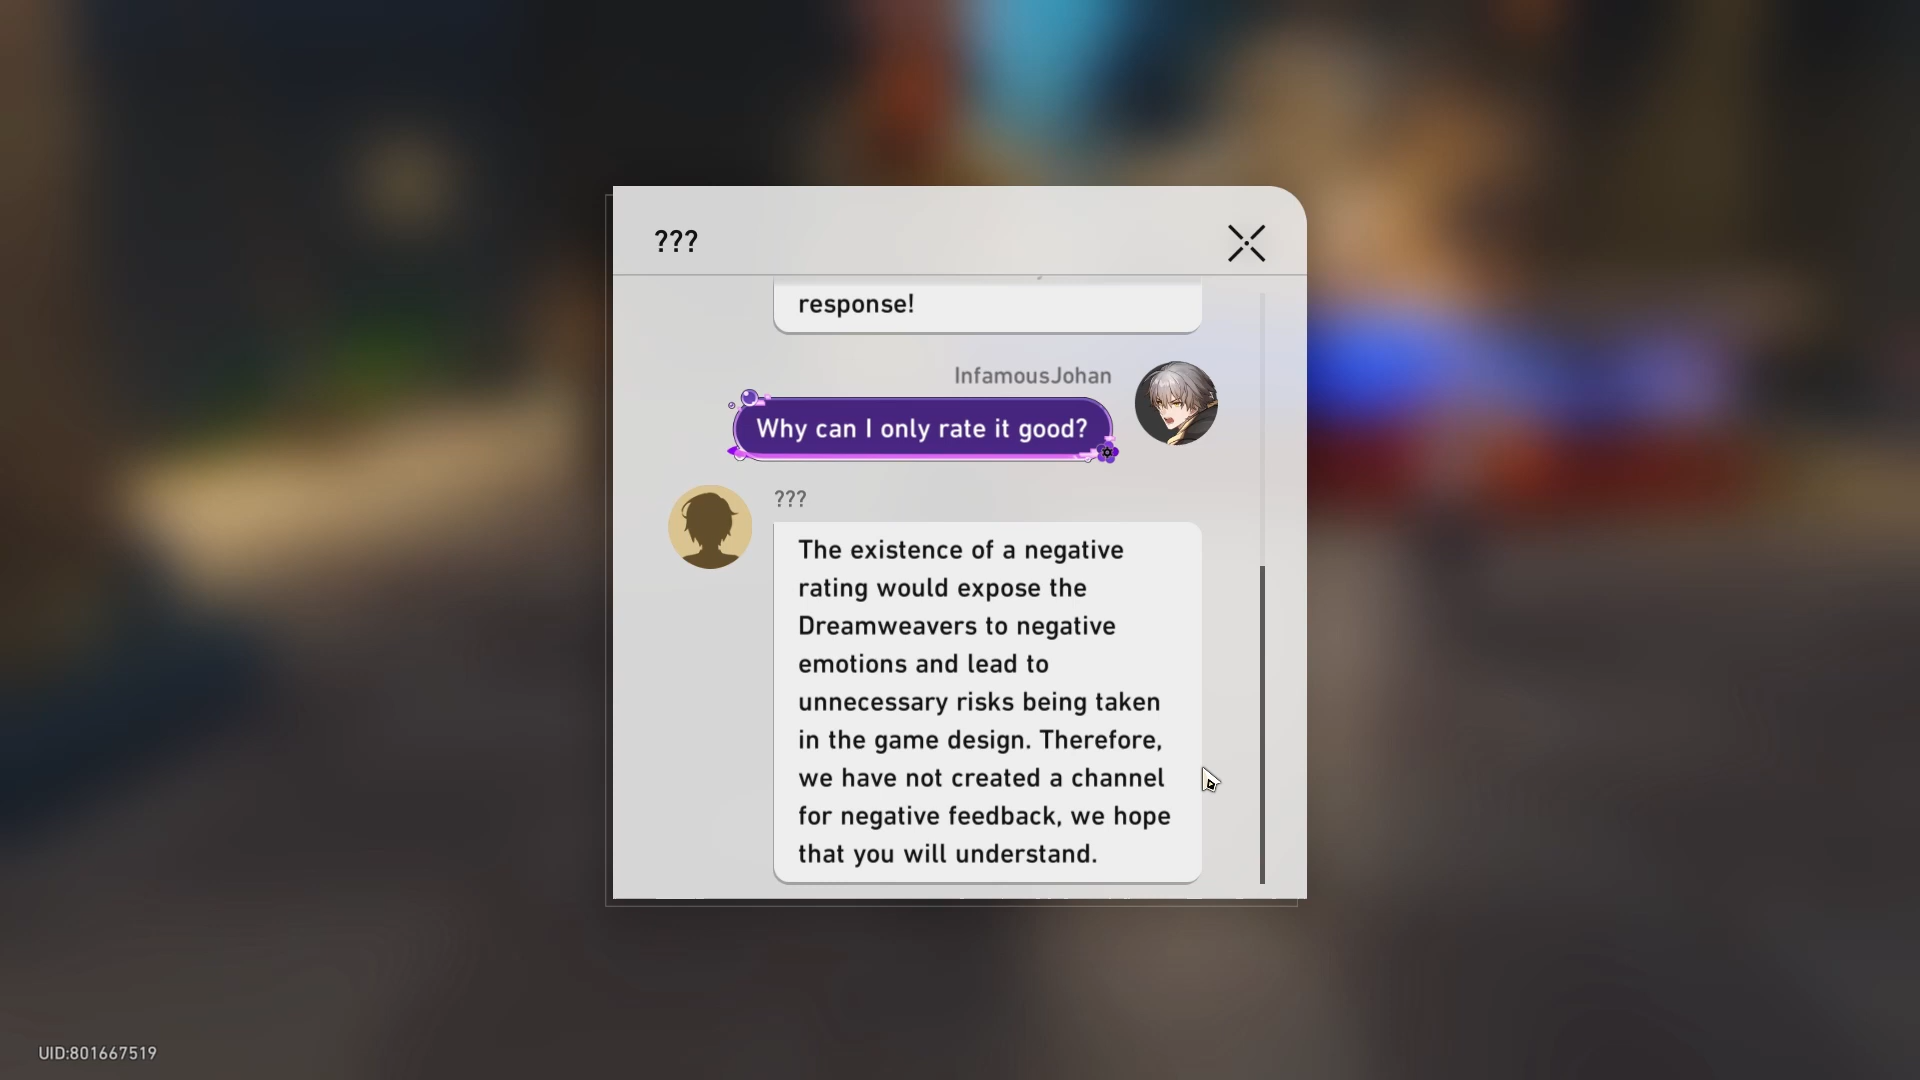 ???
response!
InfamousJohan
Why can I only rate it good?
???
The existence of a negative
rating would expose the
Dreamweavers to negative
emotions and lead to
unnecessary risks being taken
in the game design. Therefore,
we have not created a channel
for negative feedback, we hope
that you will understand.
UID:801667519